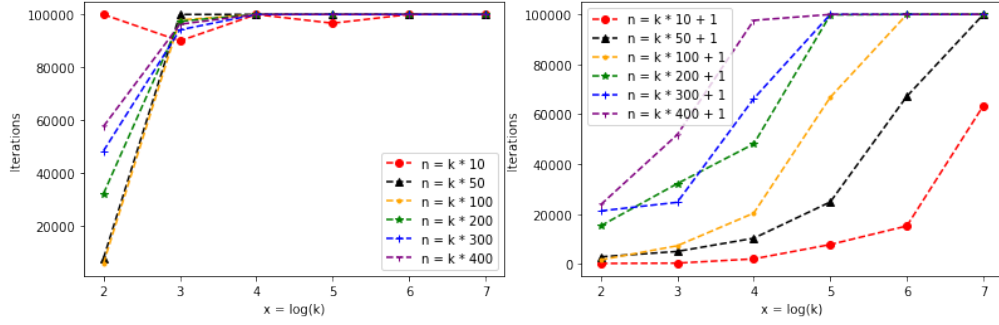 100000
80000
60000
40000
20000
Iterations
2 3 4 5 6 7
x = log(k)
n = k * 10
n = k * 50
n = k * 100
n = k * 200
n = k * 300
n = k * 400
100000
80000
60000
40000
20000
0
Iterations
2 3 4 5 6 7
x = log(k)
n = k * 10 + 1
n = k * 50 + 1
n = k * 100 + 1
n = k * 200 + 1
n = k * 300 + 1
n = k * 400 + 1